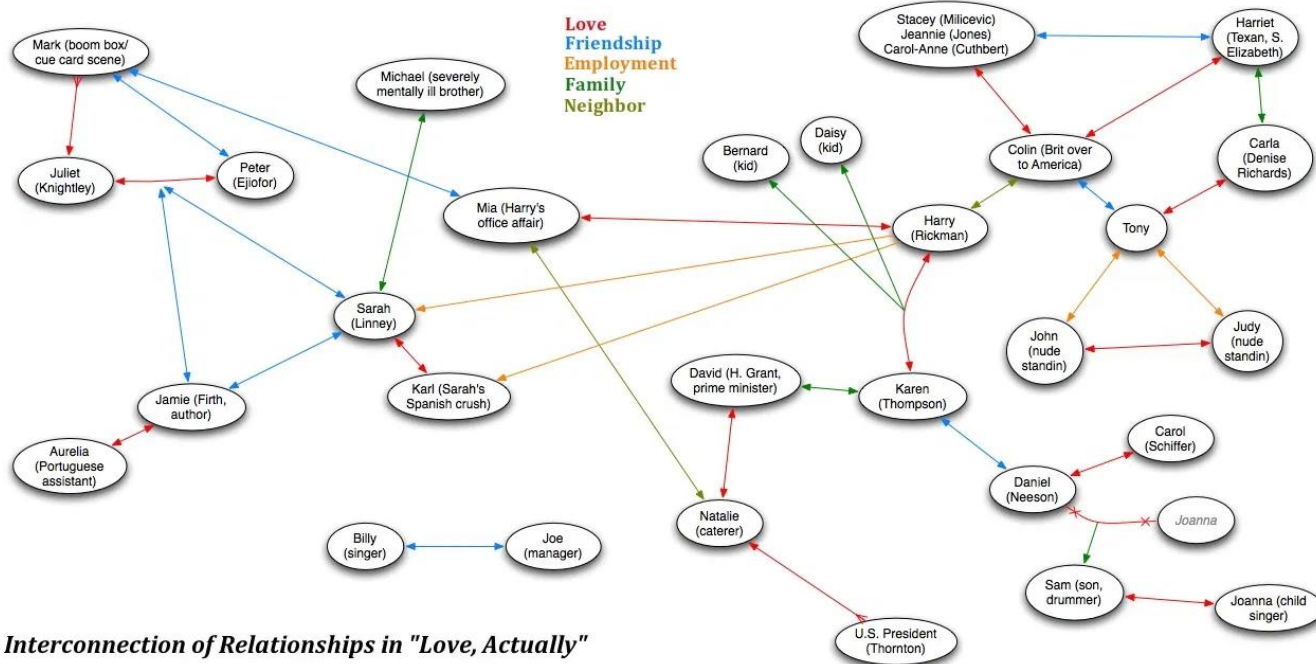 Love
Friendship
Employment
Family
Neighbor
Mark (boom box/
cue card scene)
Michael (severely
mentally ill brother)
Stacey (Milicevic)
Jeannie (Jones)
Carol-Anne (Cuthbert)
Harriet
(Texan, S.
Elizabeth)
Juliet
(Knightley)
Peter
(Ejiofor)
Bernard
(kid)
Daisy
(kid)
Colin (Brit over
to America)
Carla
(Denise
Richards)
Mia (Harry's
office affair)
Harry
(Rickman)
Tony
Sarah
(Linney)
John
(nude
standin)
Judy
(nude
standin)
Jamie (Firth,
author)
Karl (Sarah's
Spanish crush)
David (H. Grant,
prime minister)
Karen
(Thompson)
Aurelia
(Portuguese
assistant)
Carol
(Schiffer)
Daniel
(Neeson)
Joanna
Billy
(singer)
Joe
(manager)
Natalie
(caterer)
Sam (son,
drummer)
Joanna (child
singer)
U.S. President
(Thornton)
Interconnection of Relationships in "Love, Actually"